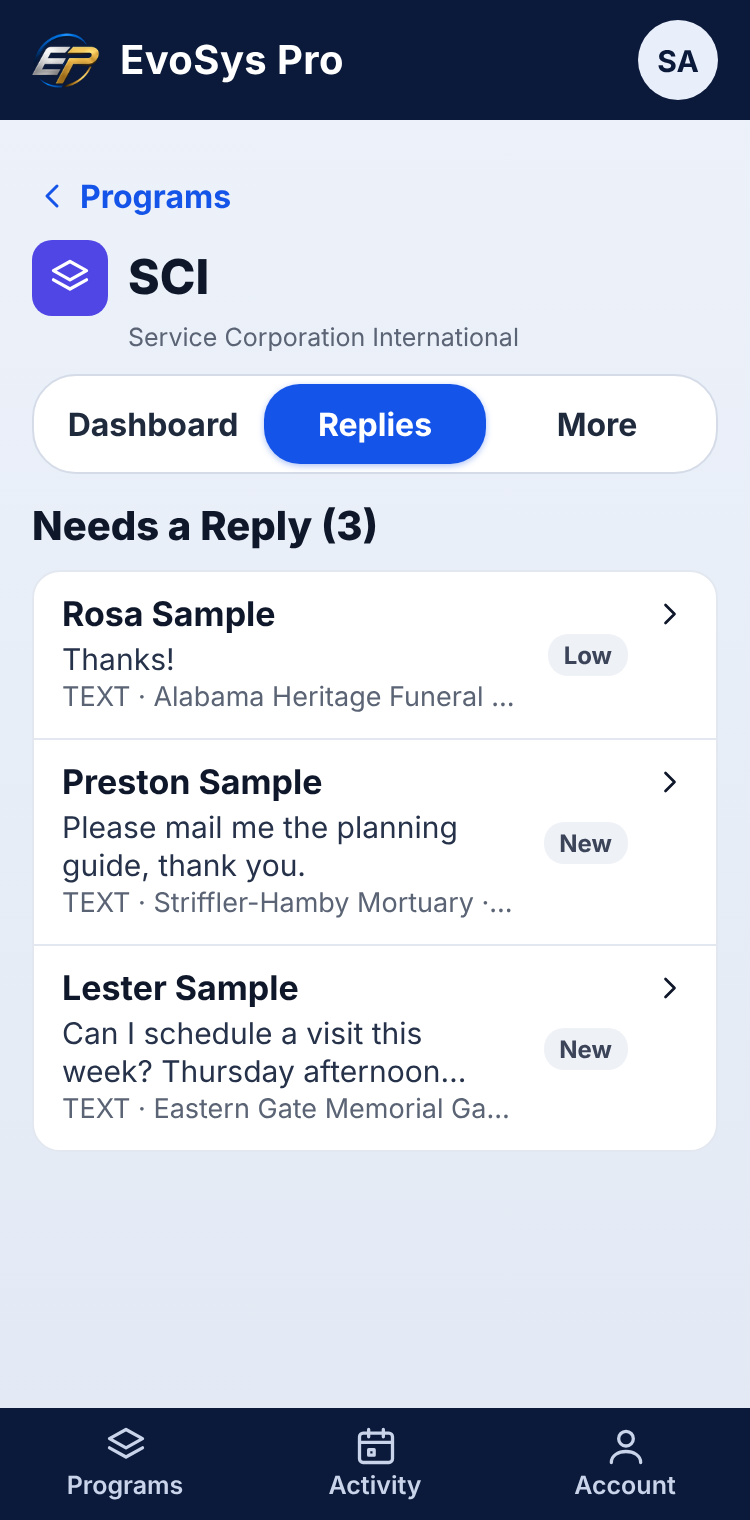 EP EvoSys Pro SA
Programs
SCI
Service Corporation International
Dashboard Replies More
Needs a Reply (3)
Rosa Sample
Thanks!
Low
TEXT · Alabama Heritage Funeral ...
Preston Sample
Please mail me the planning
New
guide, thank you.
TEXT · Striffler-Hamby Mortuary ·...
Lester Sample
Can I schedule a visit this
New
week? Thursday afternoon...
TEXT · Eastern Gate Memorial Ga...
Programs Activity Account